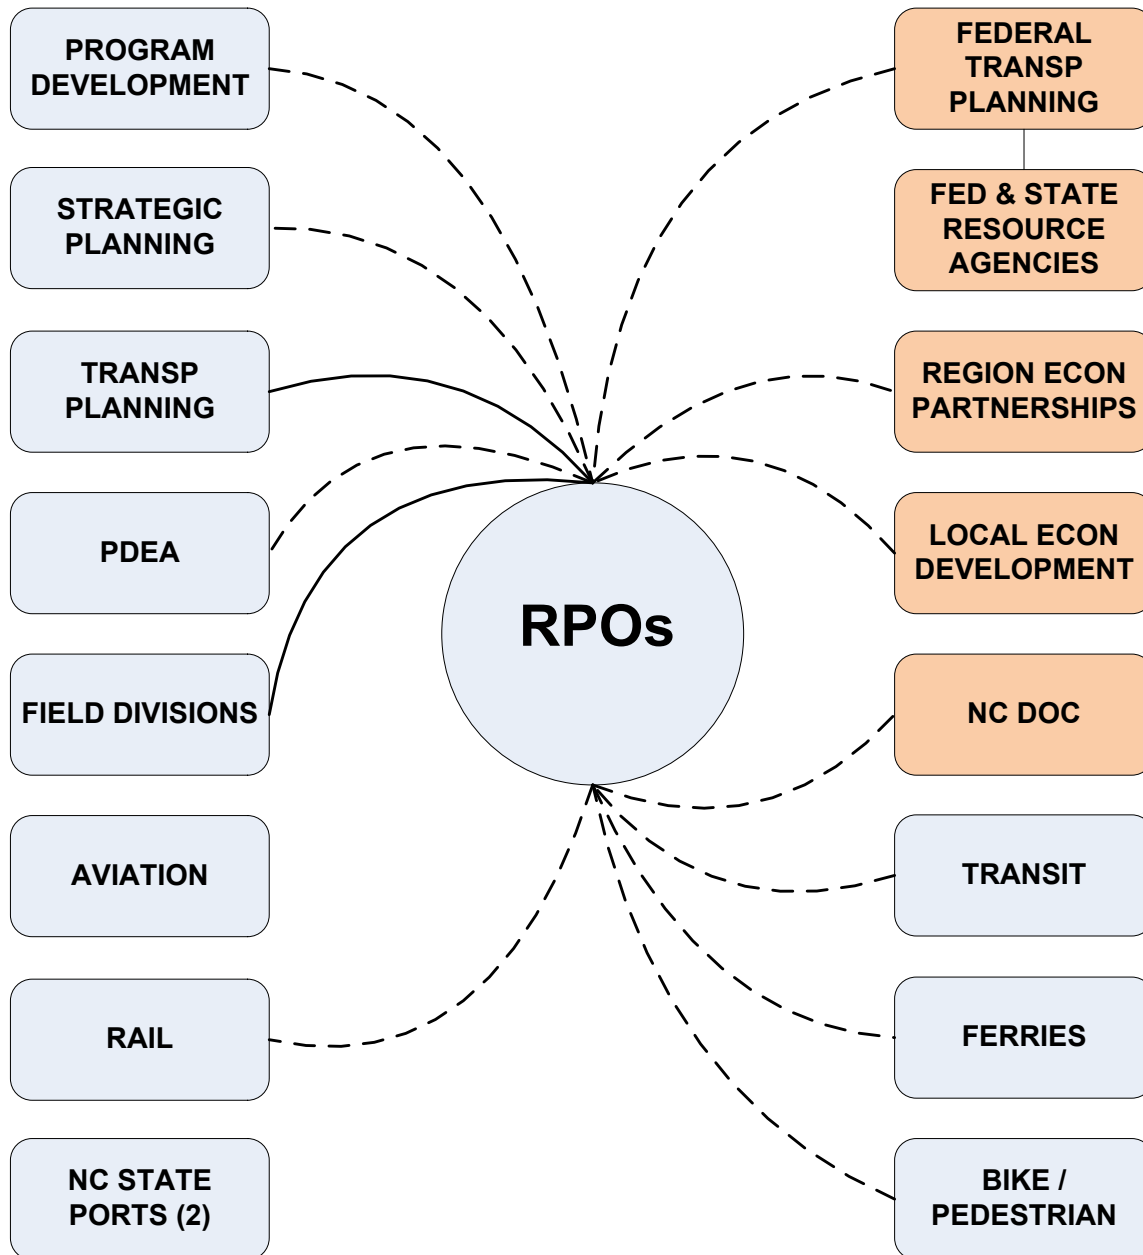 PROGRAM
DEVELOPMENT
STRATEGIC
PLANNING
TRANSP
PLANNING
PDEA
FIELD DIVISIONS
AVIATION
RAIL
NC STATE
PORTS (2)
RPOs
FEDERAL
TRANSP
PLANNING
FED & STATE
RESOURCE
AGENCIES
REGION ECON
PARTNERSHIPS
LOCAL ECON
DEVELOPMENT
NC DOC
TRANSIT
FERRIES
BIKE /
PEDESTRIAN